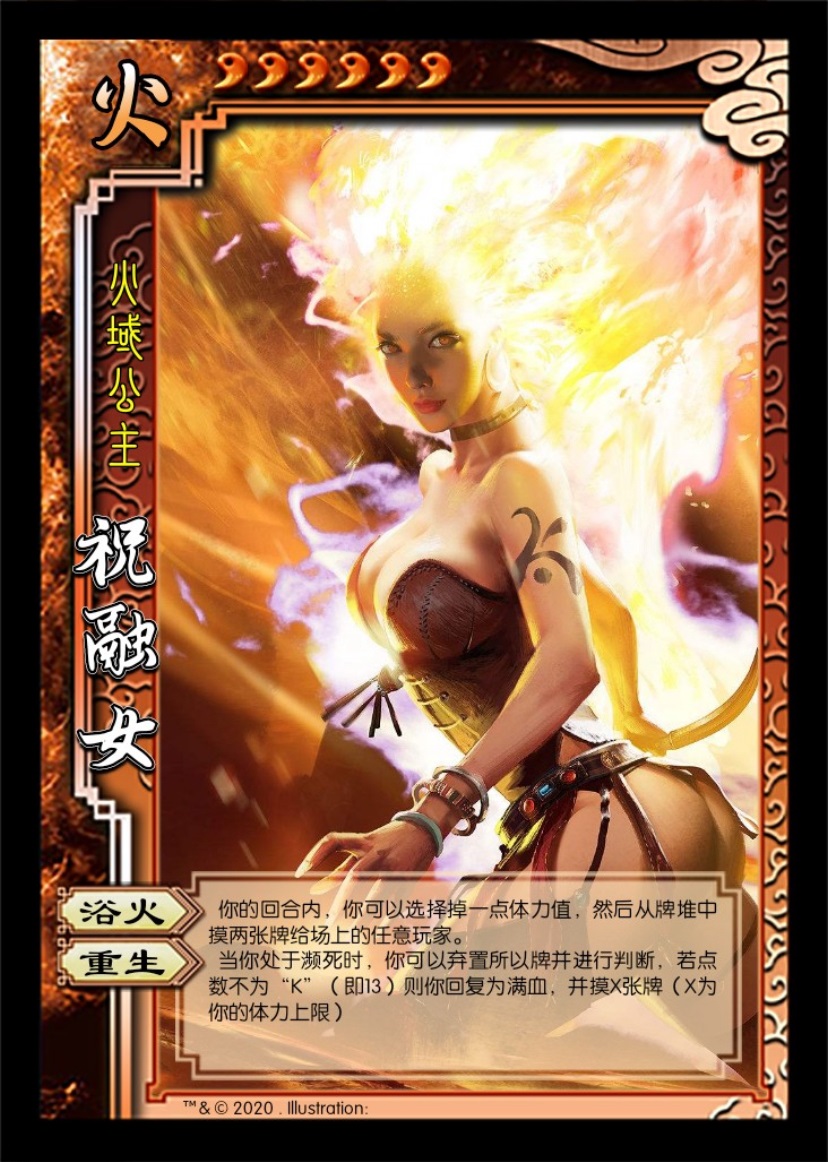 火
火域公主
祝融女
浴火
你的回合内，你可以选择掉一点体力值，然后从牌堆中
摸两张牌给场上的任意玩家。
重生
当你处于濒死时，你可以弃置所以牌并进行判断，若点
数不为“K”（即13）则你回复为满血，并摸X张牌（X为
你的体力上限）
™& © 2020 . Illustration: